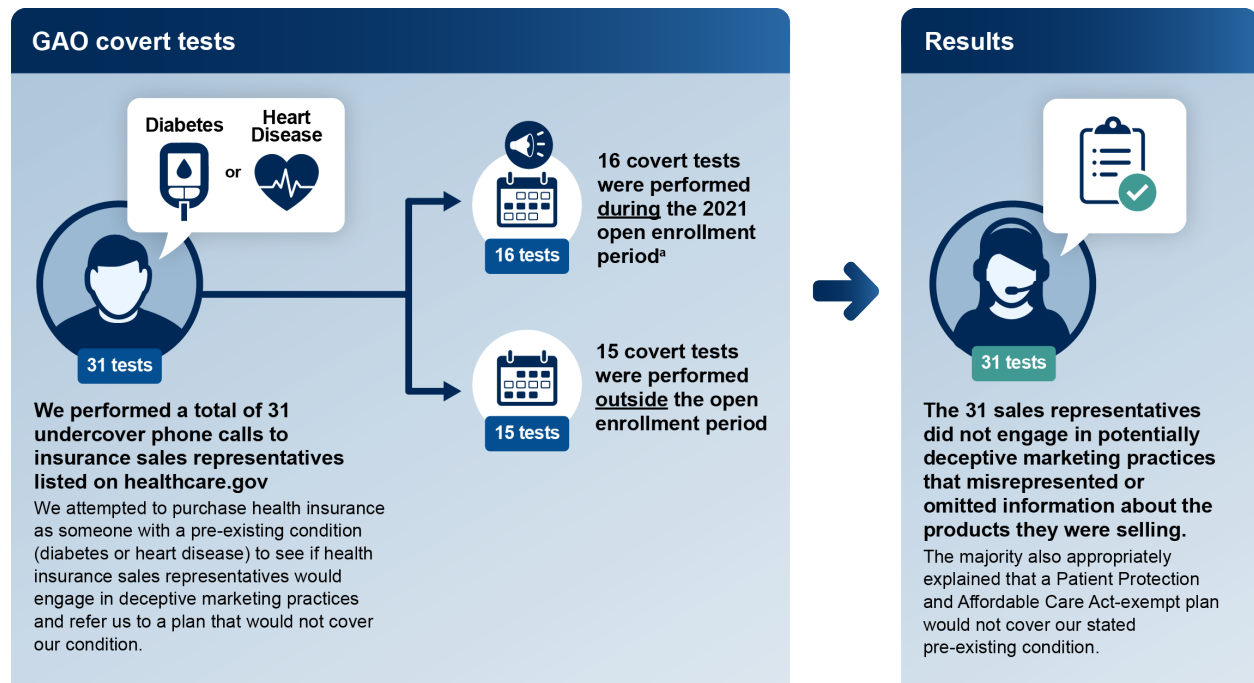 GAO covert tests
Diabetes
or
Heart
Disease
31 tests
We performed a total of 31
undercover phone calls to
insurance sales representatives
listed on healthcare.gov
We attempted to purchase health insurance
as someone with a pre-existing condition
(diabetes or heart disease) to see if health
insurance sales representatives would
engage in deceptive marketing practices
and refer us to a plan that would not cover
our condition.
16 tests
16 covert tests
were performed
during the 2021
open enrollment
periodᵃ
15 tests
15 covert tests
were performed
outside the open
enrollment period
Results
31 tests
The 31 sales representatives
did not engage in potentially
deceptive marketing practices
that misrepresented or
omitted information about the
products they were selling.
The majority also appropriately
explained that a Patient Protection
and Affordable Care Act-exempt plan
would not cover our stated
pre-existing condition.